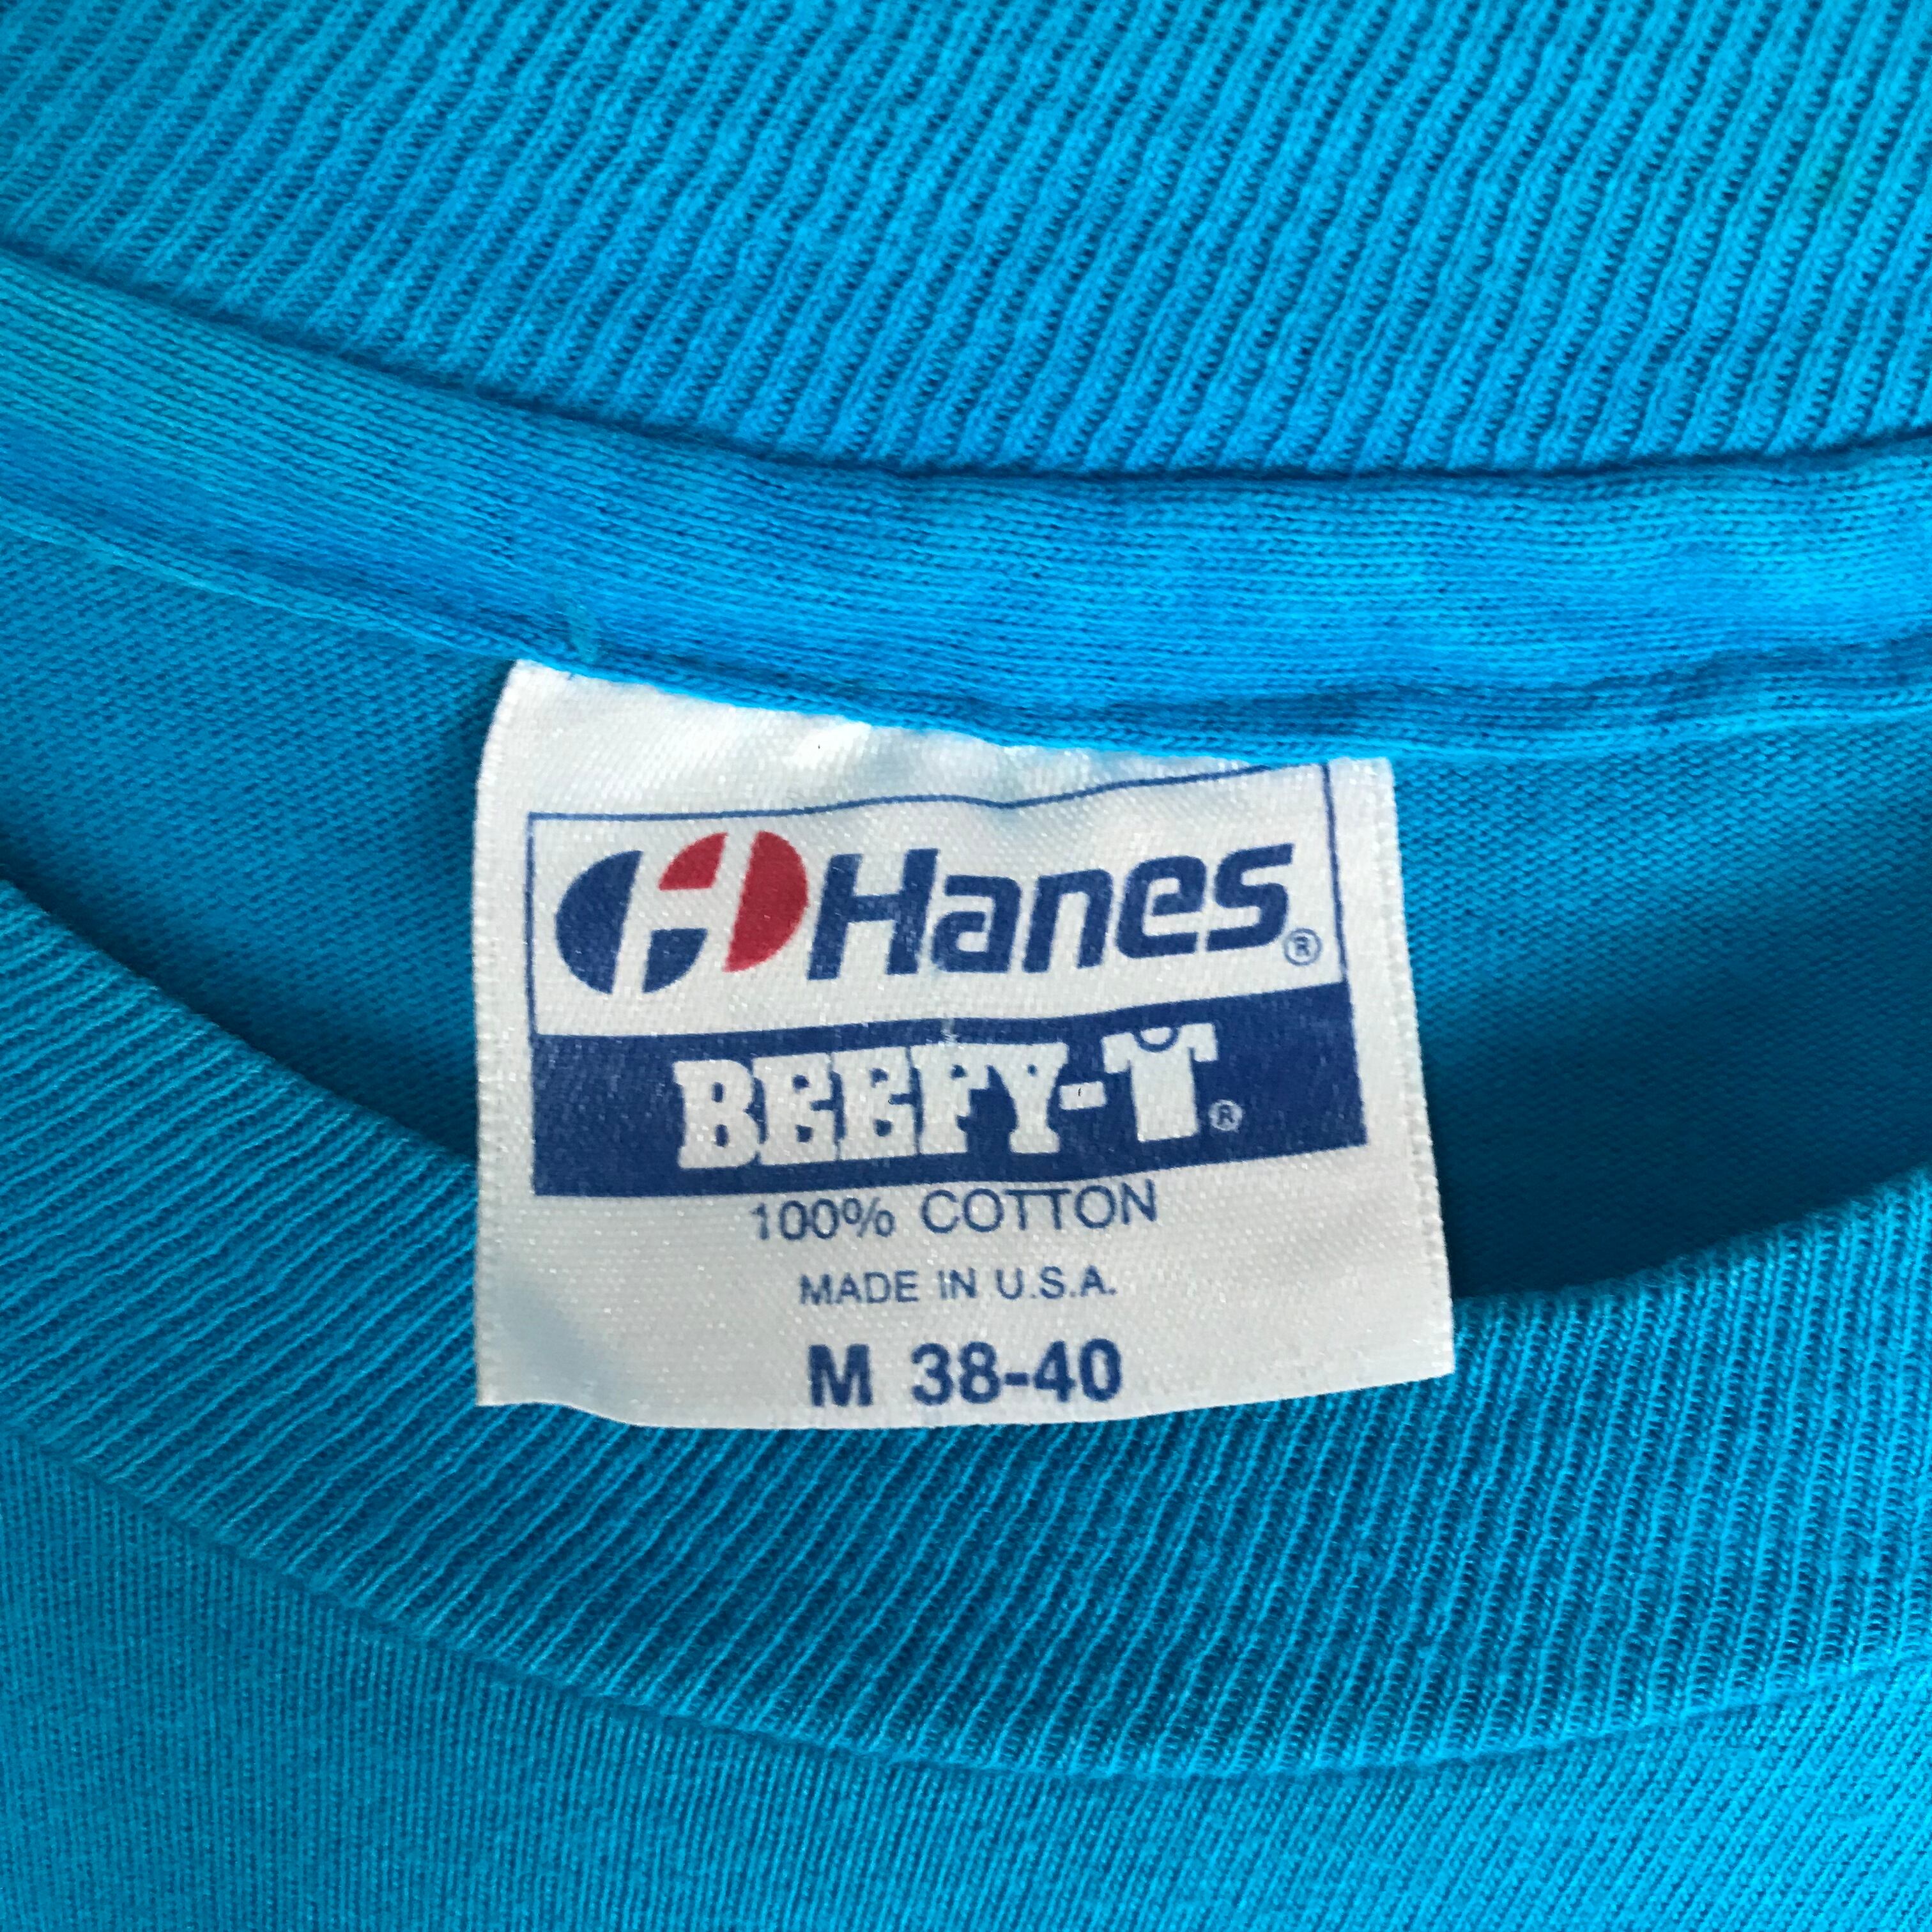 Hanes®
BEEFY-T®
100% COTTON
MADE IN U.S.A.
M 38-40